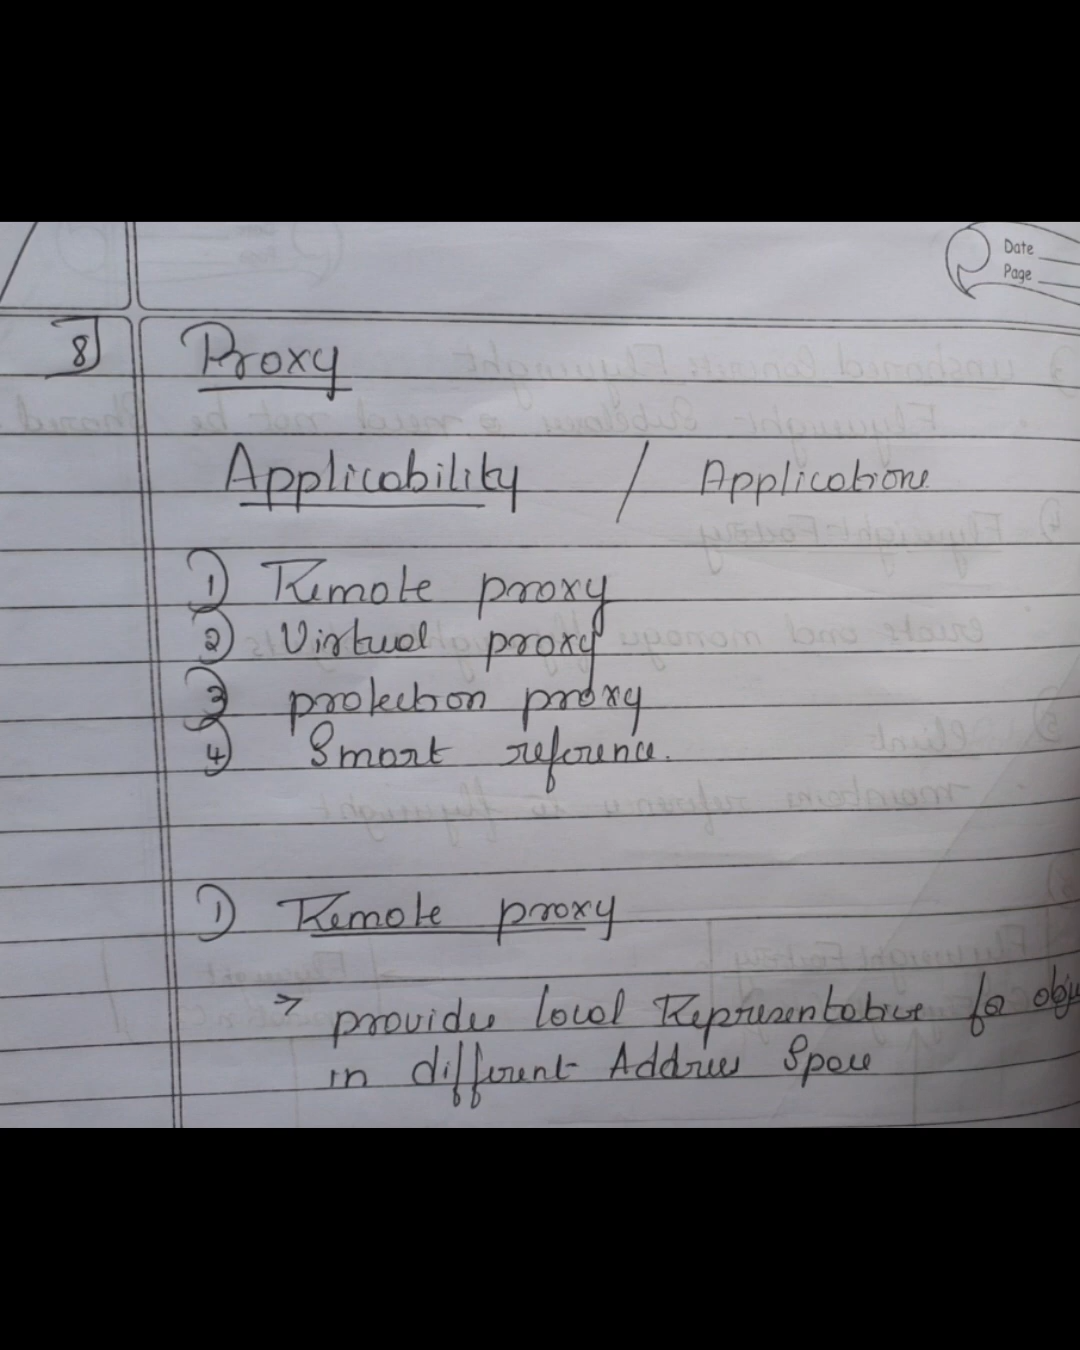 Date
Page
8] Proxy
Applicability / Applications
1) Remote proxy
2) Virtual proxy
3) protection proxy
4) Smart reference.
1) Remote proxy
> provides local Representative for obje
in different Address Space